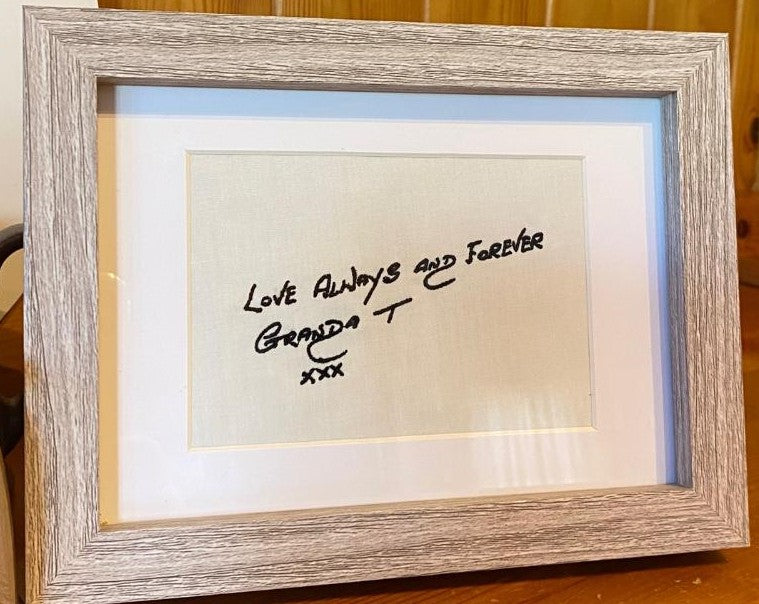 Love Always and Forever
Granda T
xxx